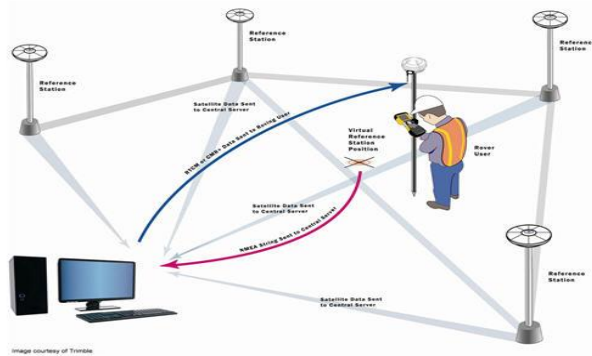 Reference
Station
Reference
Station
Referenc
Station
Satellite Data Sent
to Central Server
RTCM or CMR+ Data Sent to Roving User
Virtual
Reference
Station
Position
Rover
User
Satellite Data Sent
to Central Server
NMEA String Sent to Central Server
Reference
Station
Satellite Data Sent
to Central Server
Image courtesy of Trimble